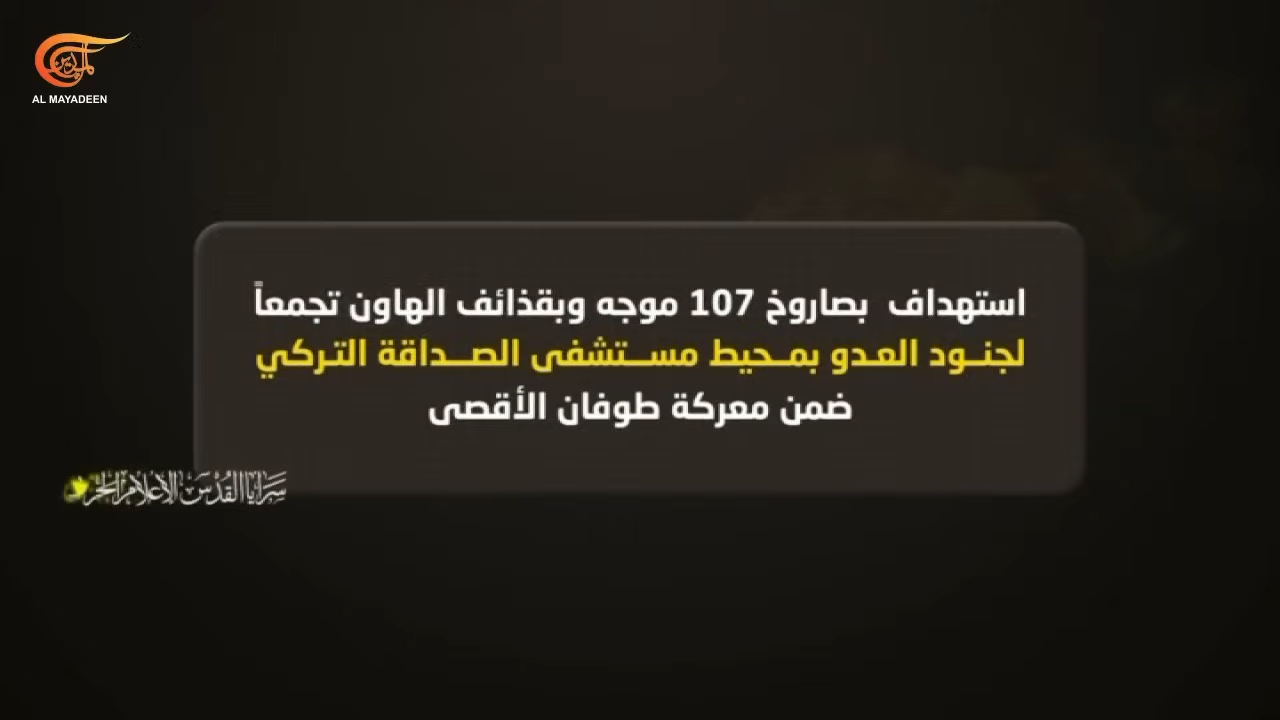 AL MAYADEEN
استهداف بصاروخ 107 موجه وبقذائف الهاون تجمعاً
لجنود العدو بمحيط مستشفى الصداقة التركي
ضمن معركة طوفان الأقصى
سرايا القدس الإعلام الحربي